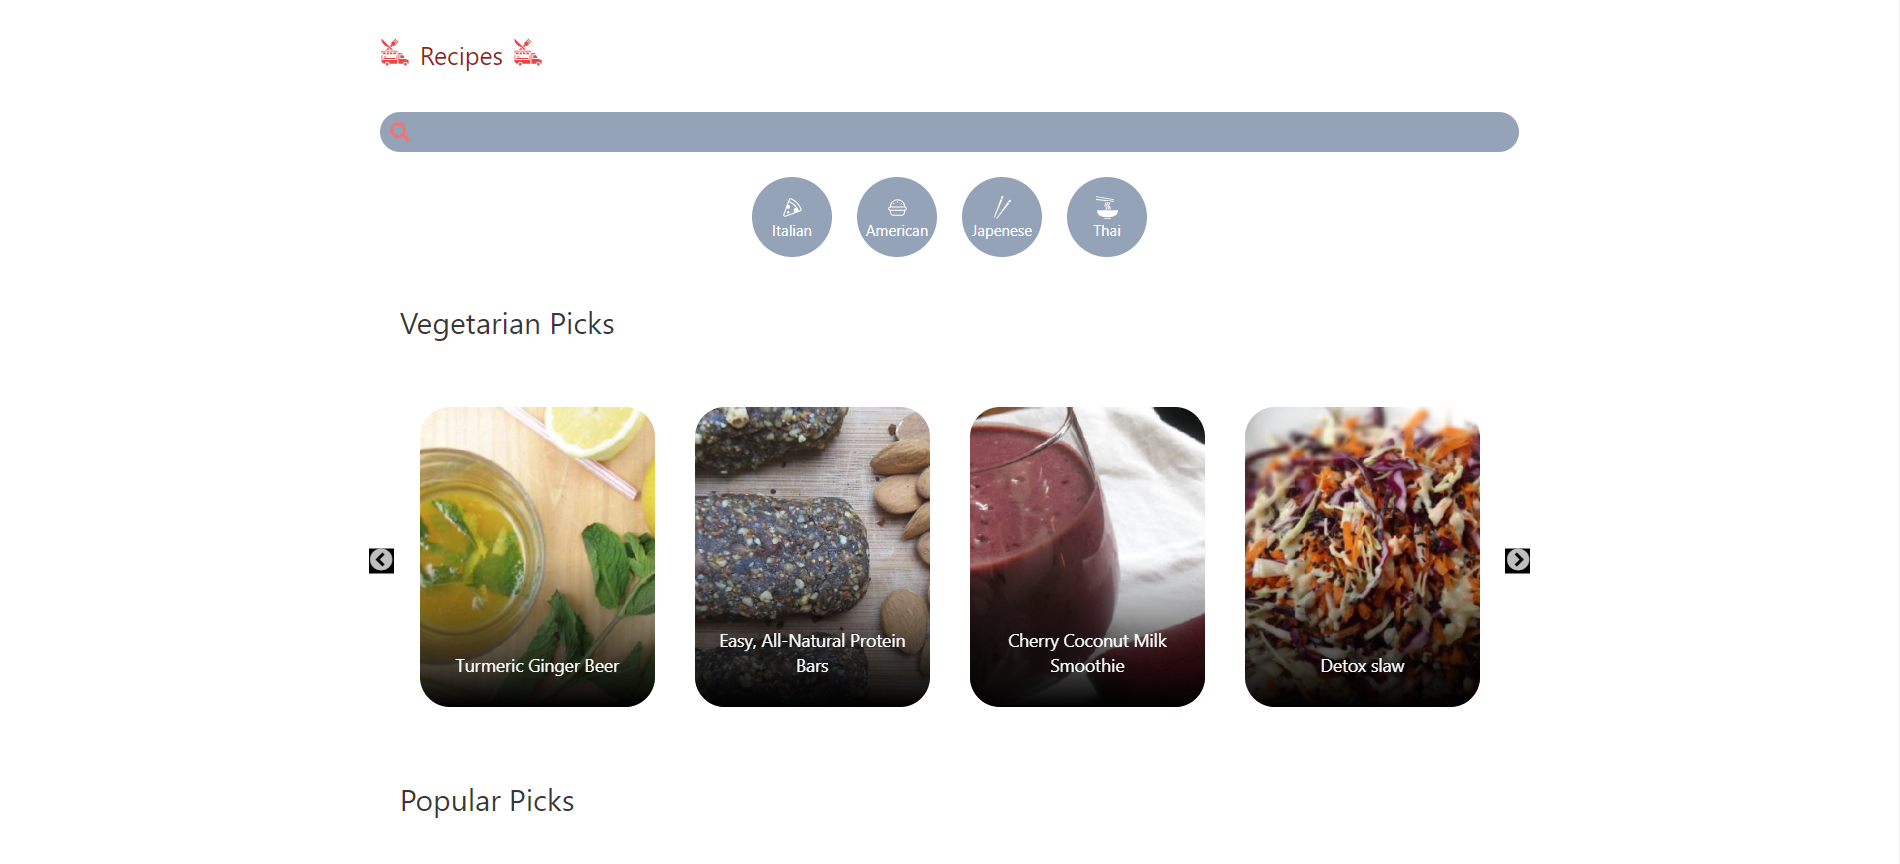 Recipes
Italian
American
Japenese
Thai
Vegetarian Picks
Turmeric Ginger Beer
Easy, All-Natural Protein
Bars
Cherry Coconut Milk
Smoothie
Detox slaw
Popular Picks